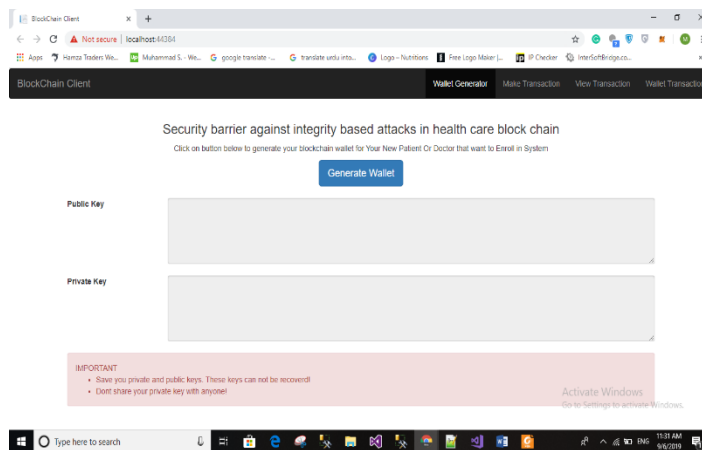 BlockChain Client
Not secure | localhost:44364
Apps Hamza Traders We... Muhammad S. - We... google translate -... translate urdu into... Logo – Nutritions Free Logo Maker |... IP Checker InterSoftBridge.co...
BlockChain Client Wallet Generator Make Transaction View Transaction Wallet Transaction
Security barrier against integrity based attacks in health care block chain
Click on button below to generate your blockchain wallet for Your New Patient Or Doctor that want to Enroll in System
Generate Wallet
Public Key
Private Key
IMPORTANT
Save you private and public keys. These keys can not be recoverd!
Dont share your private key with anyone!
Activate Windows
Go to Settings to activate Windows.
Type here to search
ENG
11:31 AM
9/6/2019